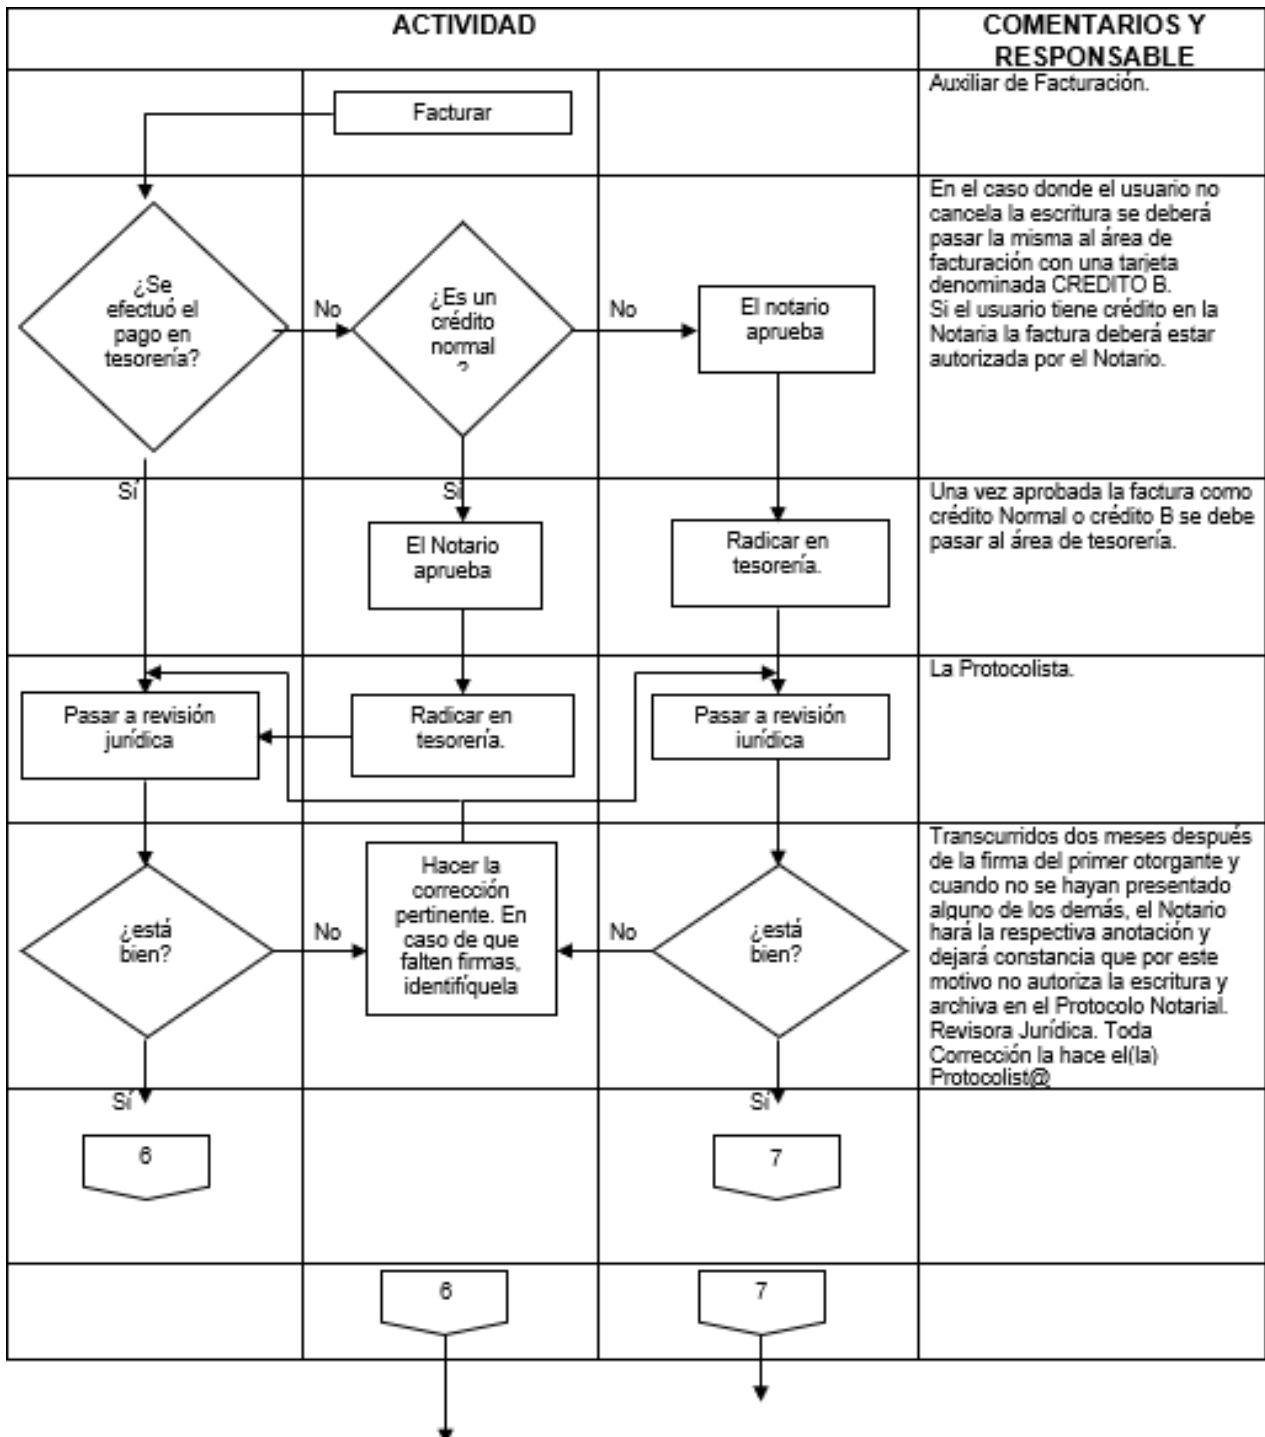 ACTIVIDAD
COMENTARIOS Y
RESPONSABLE
Facturar
Auxiliar de Facturación.
¿Se
efectuó el
pago en
tesorería?
No
¿Es un
crédito
normal
?
No
El notario
aprueba
En el caso donde el usuario no
cancela la escritura se deberá
pasar la misma al área de
facturación con una tarjeta
denominada CREDITO B.
Si el usuario tiene crédito en la
Notaria la factura deberá estar
autorizada por el Notario.
Sí
Si
El Notario
aprueba
Radicar en
tesorería.
Una vez aprobada la factura como
crédito Normal o crédito B se debe
pasar al área de tesorería.
Pasar a revisión
jurídica
Radicar en
tesorería.
Pasar a revisión
jurídica
La Protocolista.
¿está
bien?
No
Hacer la
corrección
pertinente. En
caso de que
falten firmas,
identifíquela
No
¿está
bien?
Transcurridos dos meses después
de la firma del primer otorgante y
cuando no se hayan presentado
alguno de los demás, el Notario
hará la respectiva anotación y
dejará constancia que por este
motivo no autoriza la escritura y
archiva en el Protocolo Notarial.
Revisora Jurídica. Toda
Corrección la hace el(la)
Protocolist@
Sí
Sí
6
7
6
7